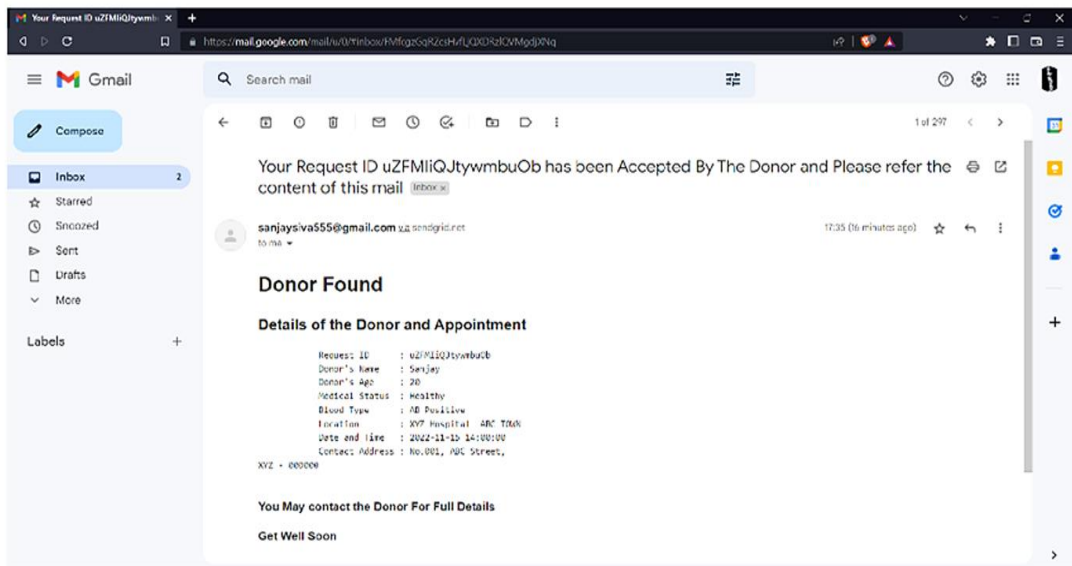 Your Request ID uZFMIiQJtywmb
https://mail.google.com/mail/u/0/#inbox/
Gmail
Search mail
Compose
1 of 297
Inbox 2
Starred
Snoozed
Sent
Drafts
More
Labels
Your Request ID uZFMIiQJtywmbuOb has been Accepted By The Donor and Please refer the
content of this mail Inbox x
sanjaysiva555@gmail.com via sendgrid.net 17:35 (16 minutes ago)
to me
Donor Found
Details of the Donor and Appointment
Request ID : uZFMIiQJtywmbuOb
Donor's Name : Sanjay
Donor's Age : 20
Medical Status : Healthy
Blood Type : AB Positive
Location : XYZ Hospital ABC TOWN
Date and Time : 2022-11-15 14:00:00
Contact Address : No.001, ABC Street,
XYZ - 000000
You May contact the Donor For Full Details
Get Well Soon